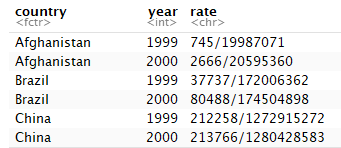 country year rate
<fctr> <int> <chr>
Afghanistan 1999 745/19987071
Afghanistan 2000 2666/20595360
Brazil 1999 37737/172006362
Brazil 2000 80488/174504898
China 1999 212258/1272915272
China 2000 213766/1280428583